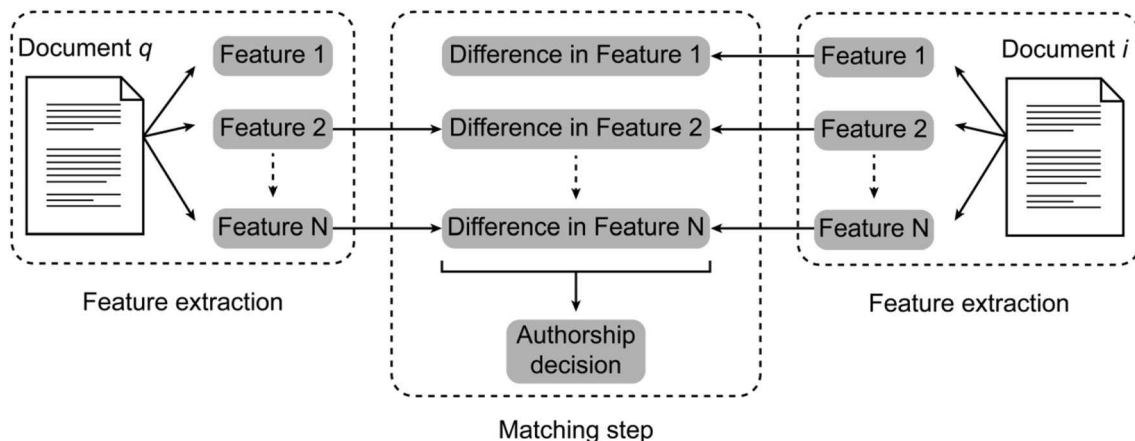 Document q
Feature 1
Feature 2
Feature N
Feature extraction
Difference in Feature 1
Difference in Feature 2
Difference in Feature N
Authorship
decision
Matching step
Document i
Feature 1
Feature 2
Feature N
Feature extraction